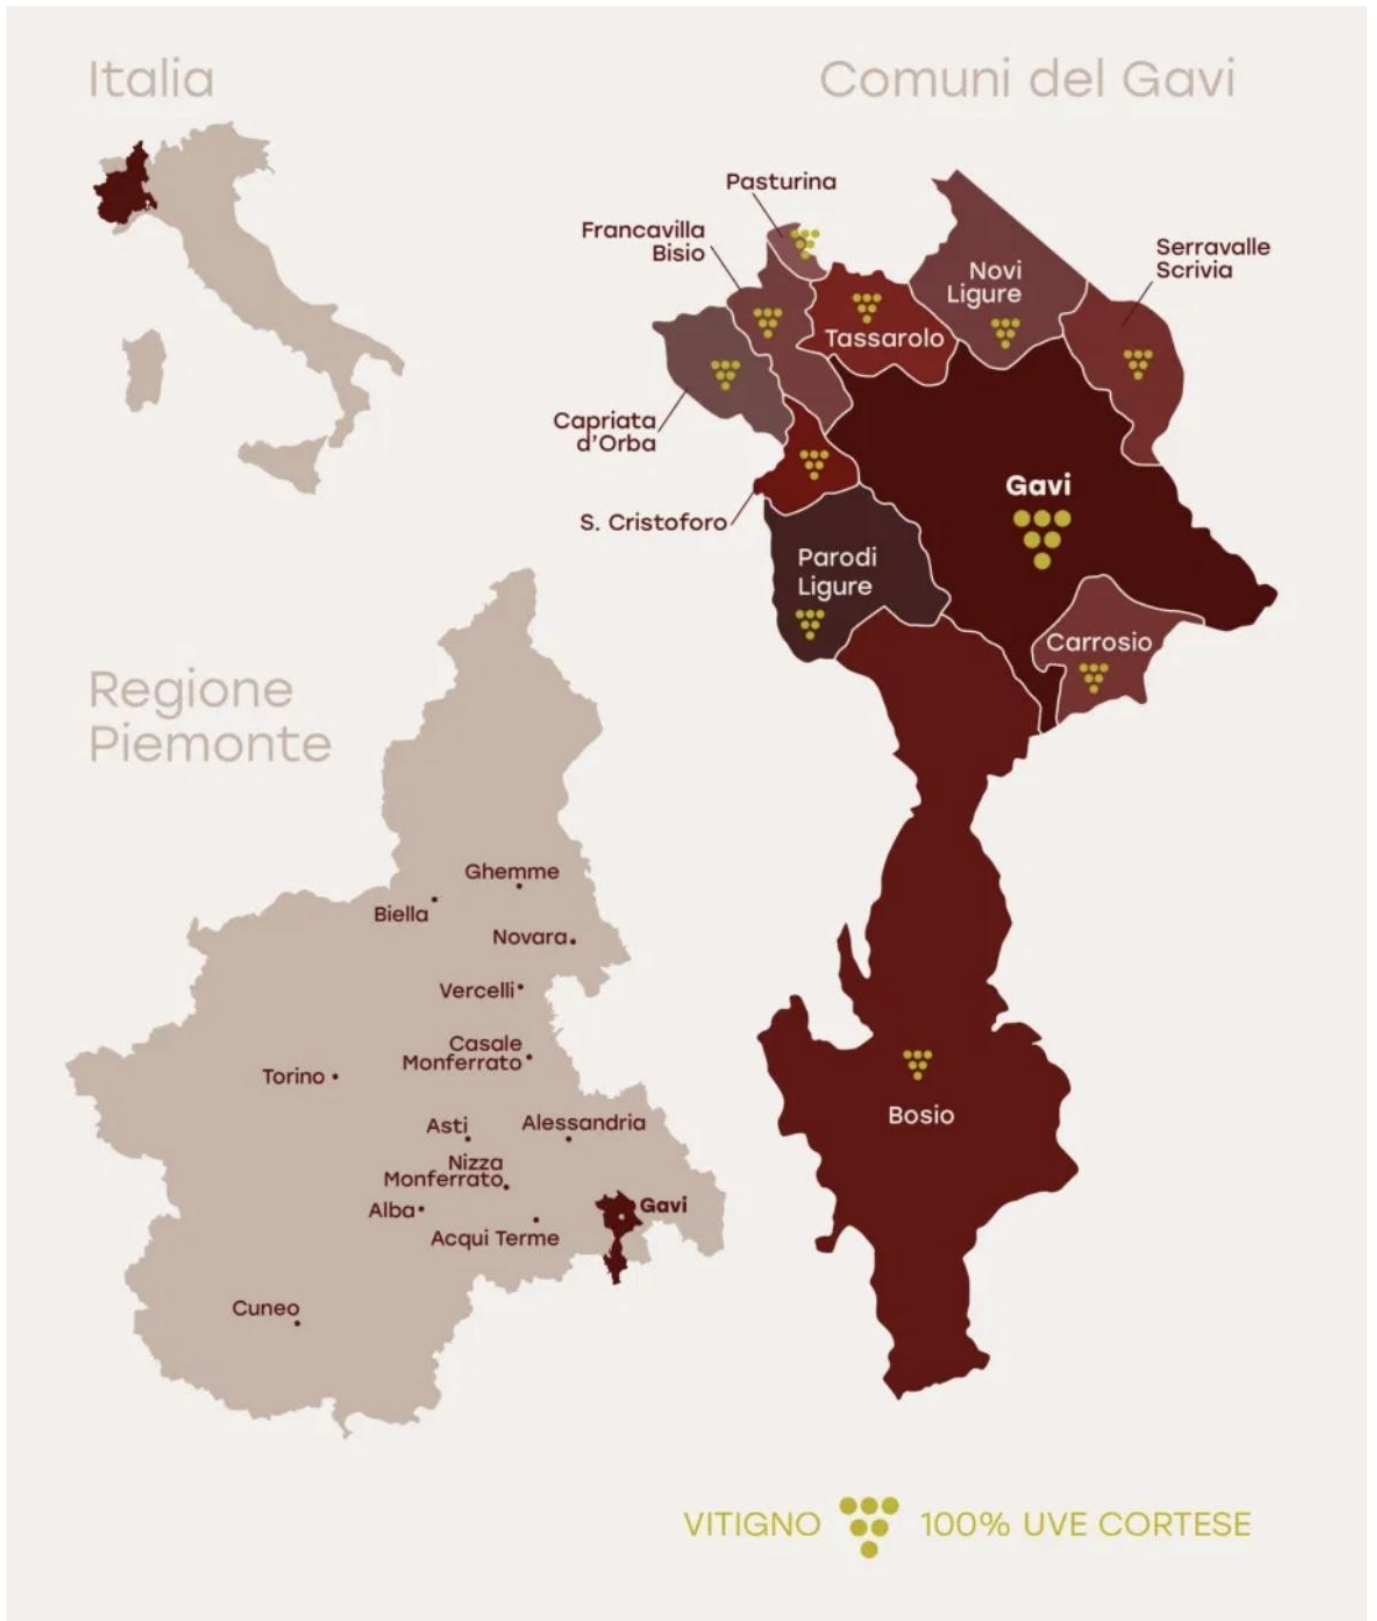 Italia
Comuni del Gavi
Pasturina
Francavilla
Bisio
Novi
Ligure
Serravalle
Scrivia
Tassarolo
Capriata
d'Orba
Gavi
S. Cristoforo
Parodi
Ligure
Carrosio
Bosio
Regione
Piemonte
Ghemme
Biella
Novara
Vercelli
Casale
Monferrato
Torino
Asti
Alessandria
Nizza
Monferrato
Alba
Gavi
Acqui Terme
Cuneo
VITIGNO 100% UVE CORTESE